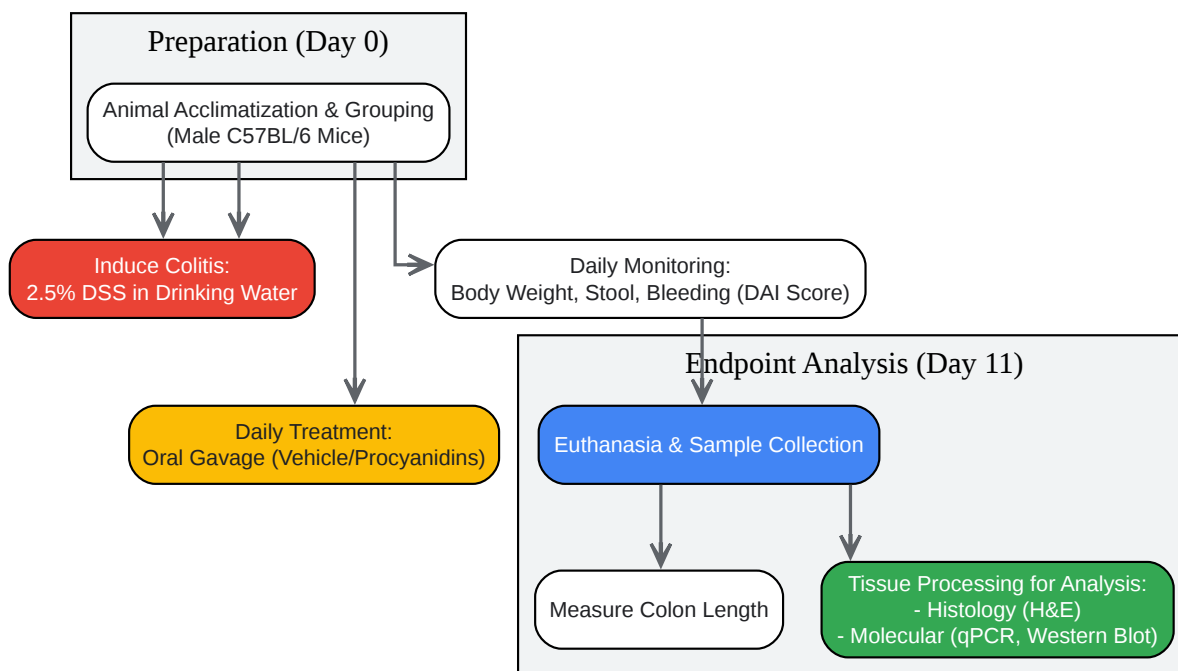 Preparation (Day 0)
Animal Acclimatization & Grouping
(Male C57BL/6 Mice)
Induce Colitis:
2.5% DSS in Drinking Water
Daily Monitoring:
Body Weight, Stool, Bleeding (DAI Score)
Endpoint Analysis (Day 11)
Daily Treatment:
Oral Gavage (Vehicle/Procyanidins)
Euthanasia & Sample Collection
Measure Colon Length
Tissue Processing for Analysis:
- Histology (H&E)
- Molecular (qPCR, Western Blot)